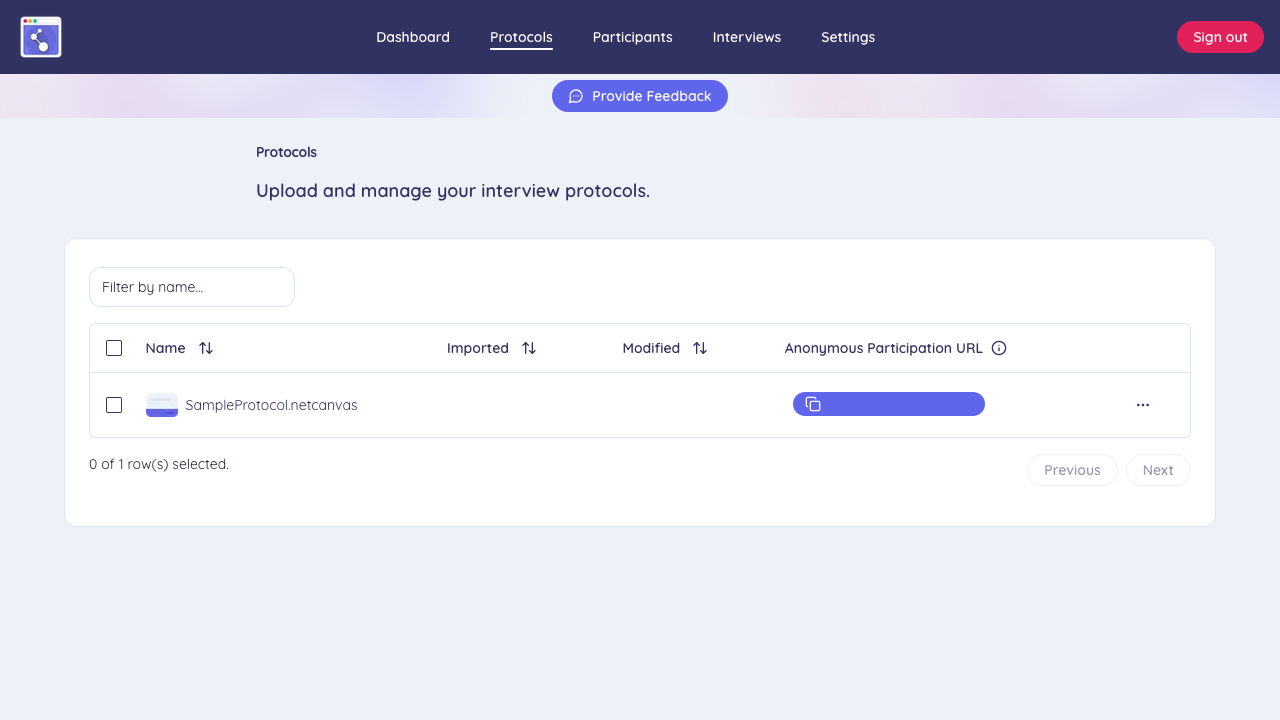 Dashboard Protocols Participants Interviews Settings Sign out
Provide Feedback
Protocols
Upload and manage your interview protocols.
Filter by name...
Name Imported Modified Anonymous Participation URL
SampleProtocol.netcanvas
0 of 1 row(s) selected.
Previous Next